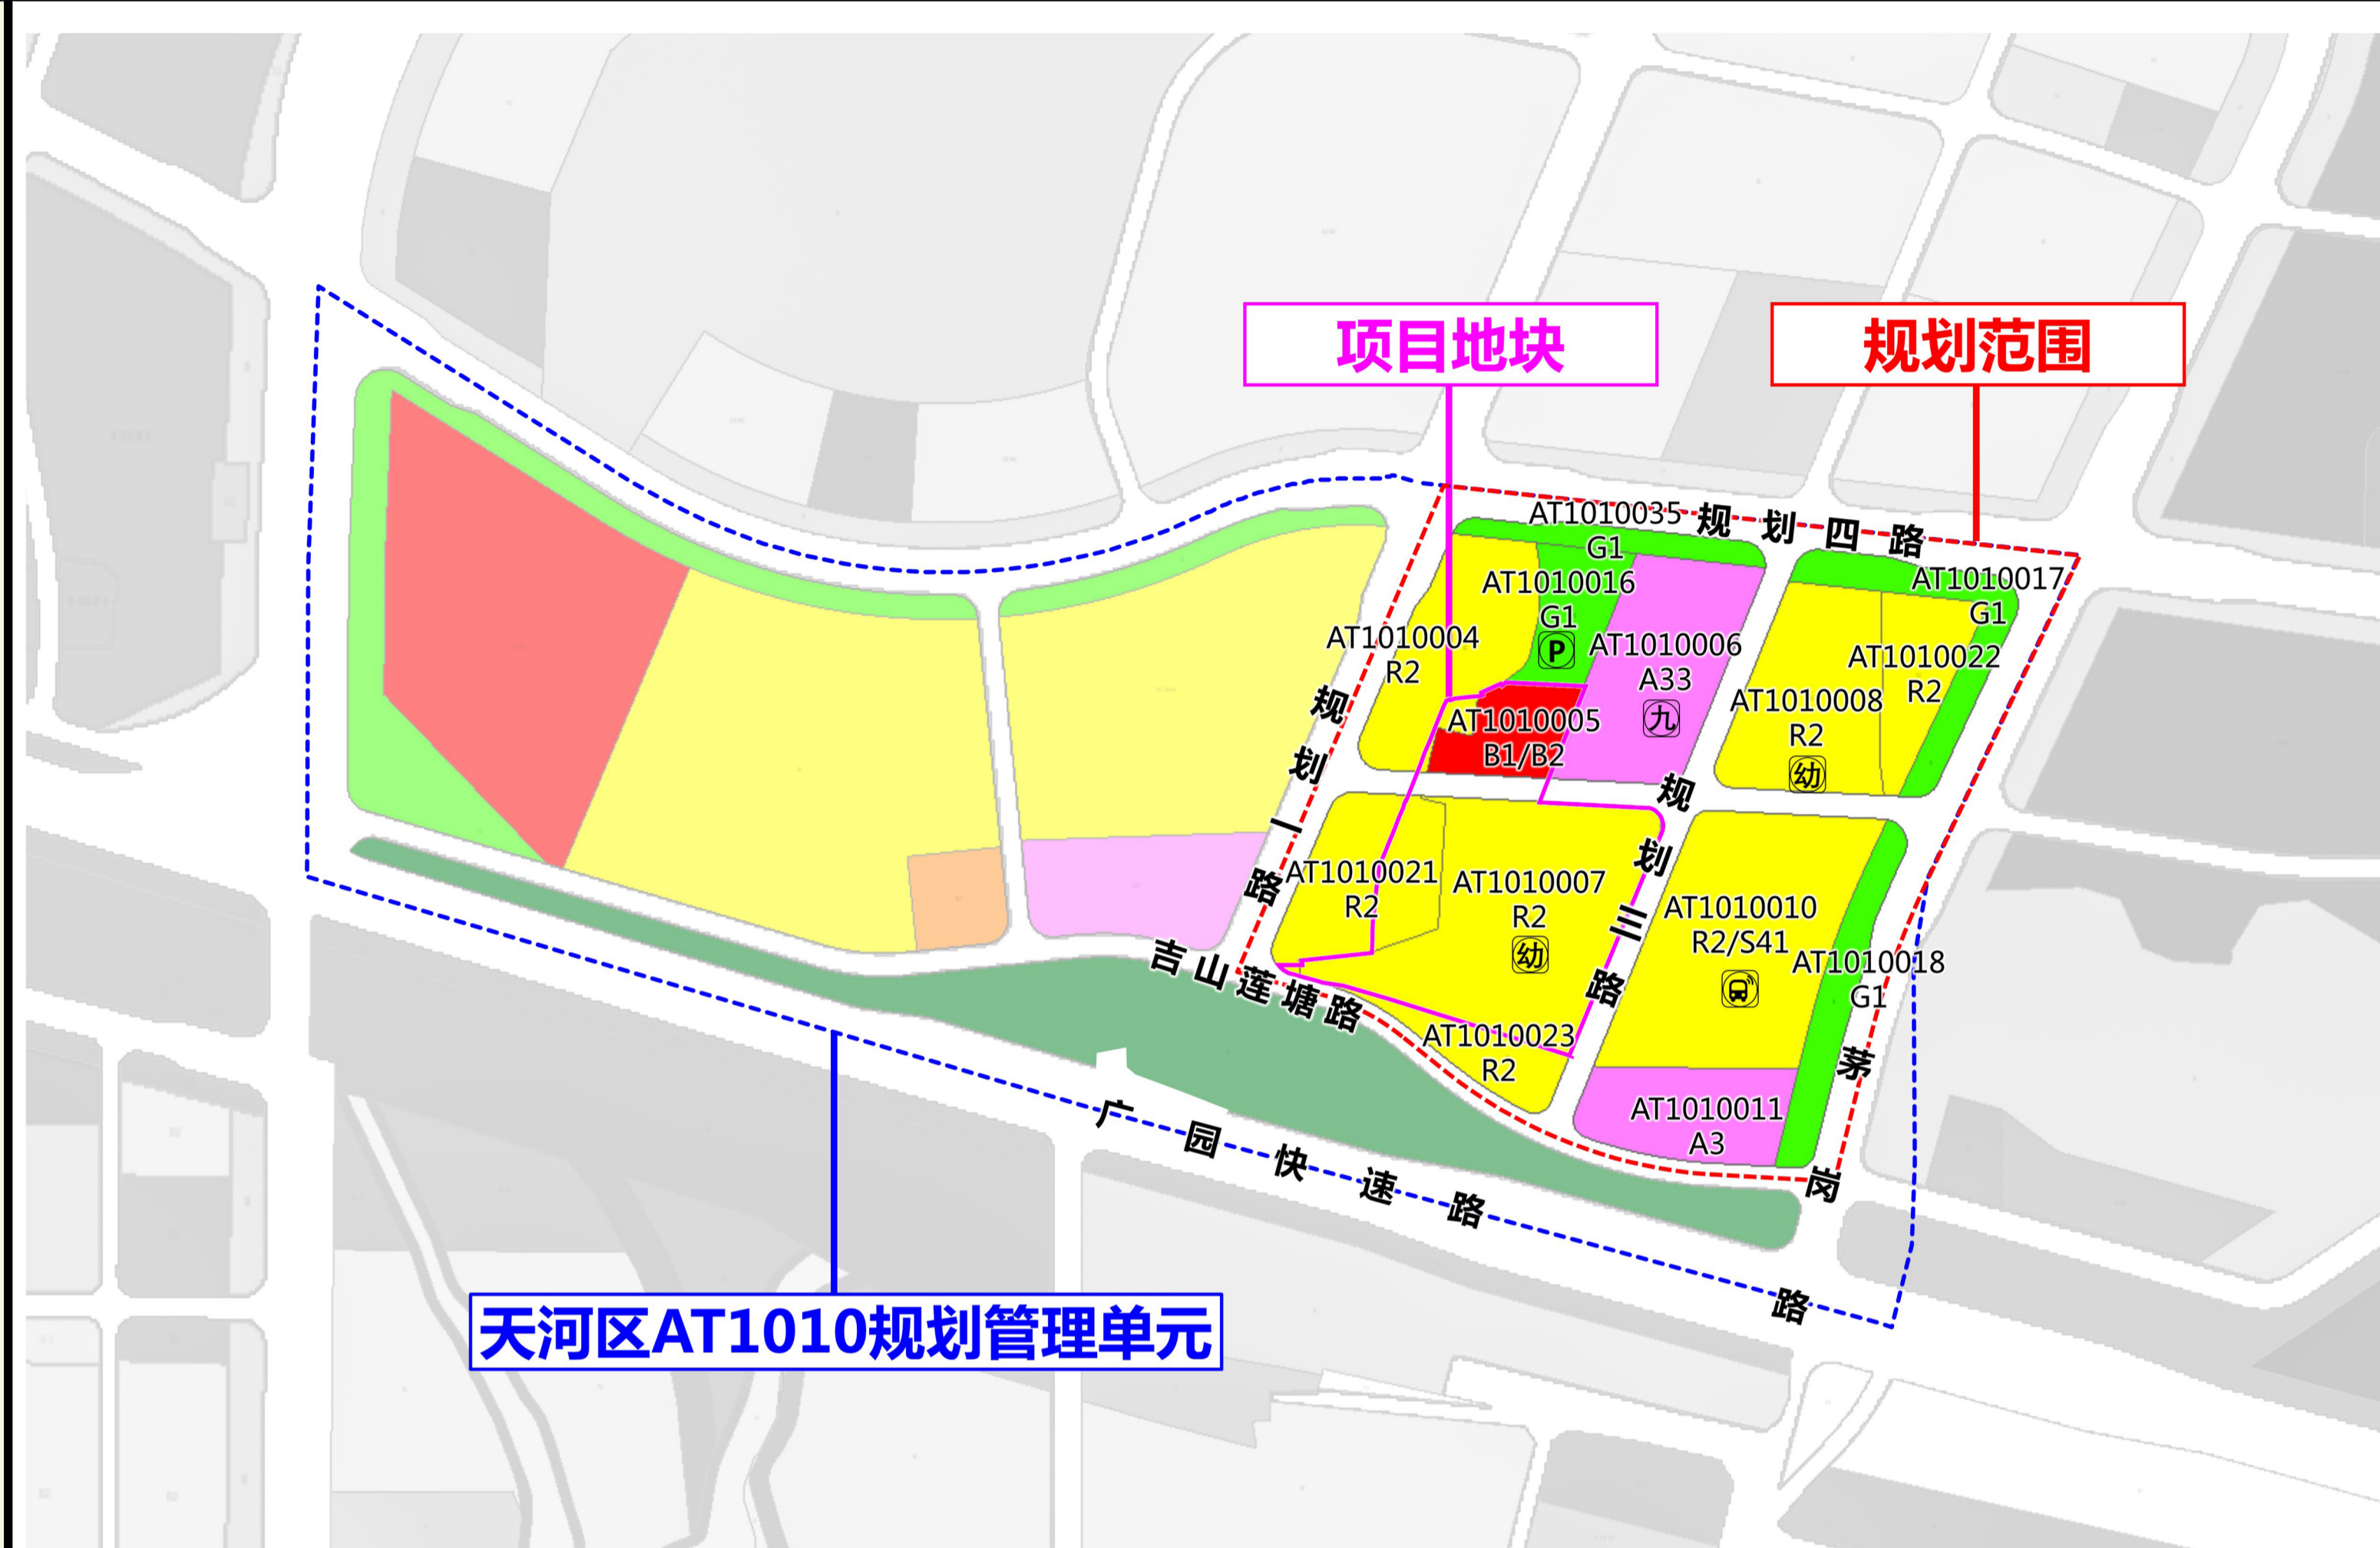 项目地块
规划范围
AT1010035
G1
规划四路
AT1010016
G1
P
AT1010017
G1
AT1010004
R2
AT1010006
A33
九
AT1010022
R2
AT1010008
R2
幼
AT1010005
B1/B2
规划一路
规划三路
AT1010021
R2
AT1010007
R2
幼
AT1010010
R2/S41
AT1010018
G1
吉山莲塘路
AT1010023
R2
茅岗路
AT1010011
A3
广园快速路
天河区AT1010规划管理单元